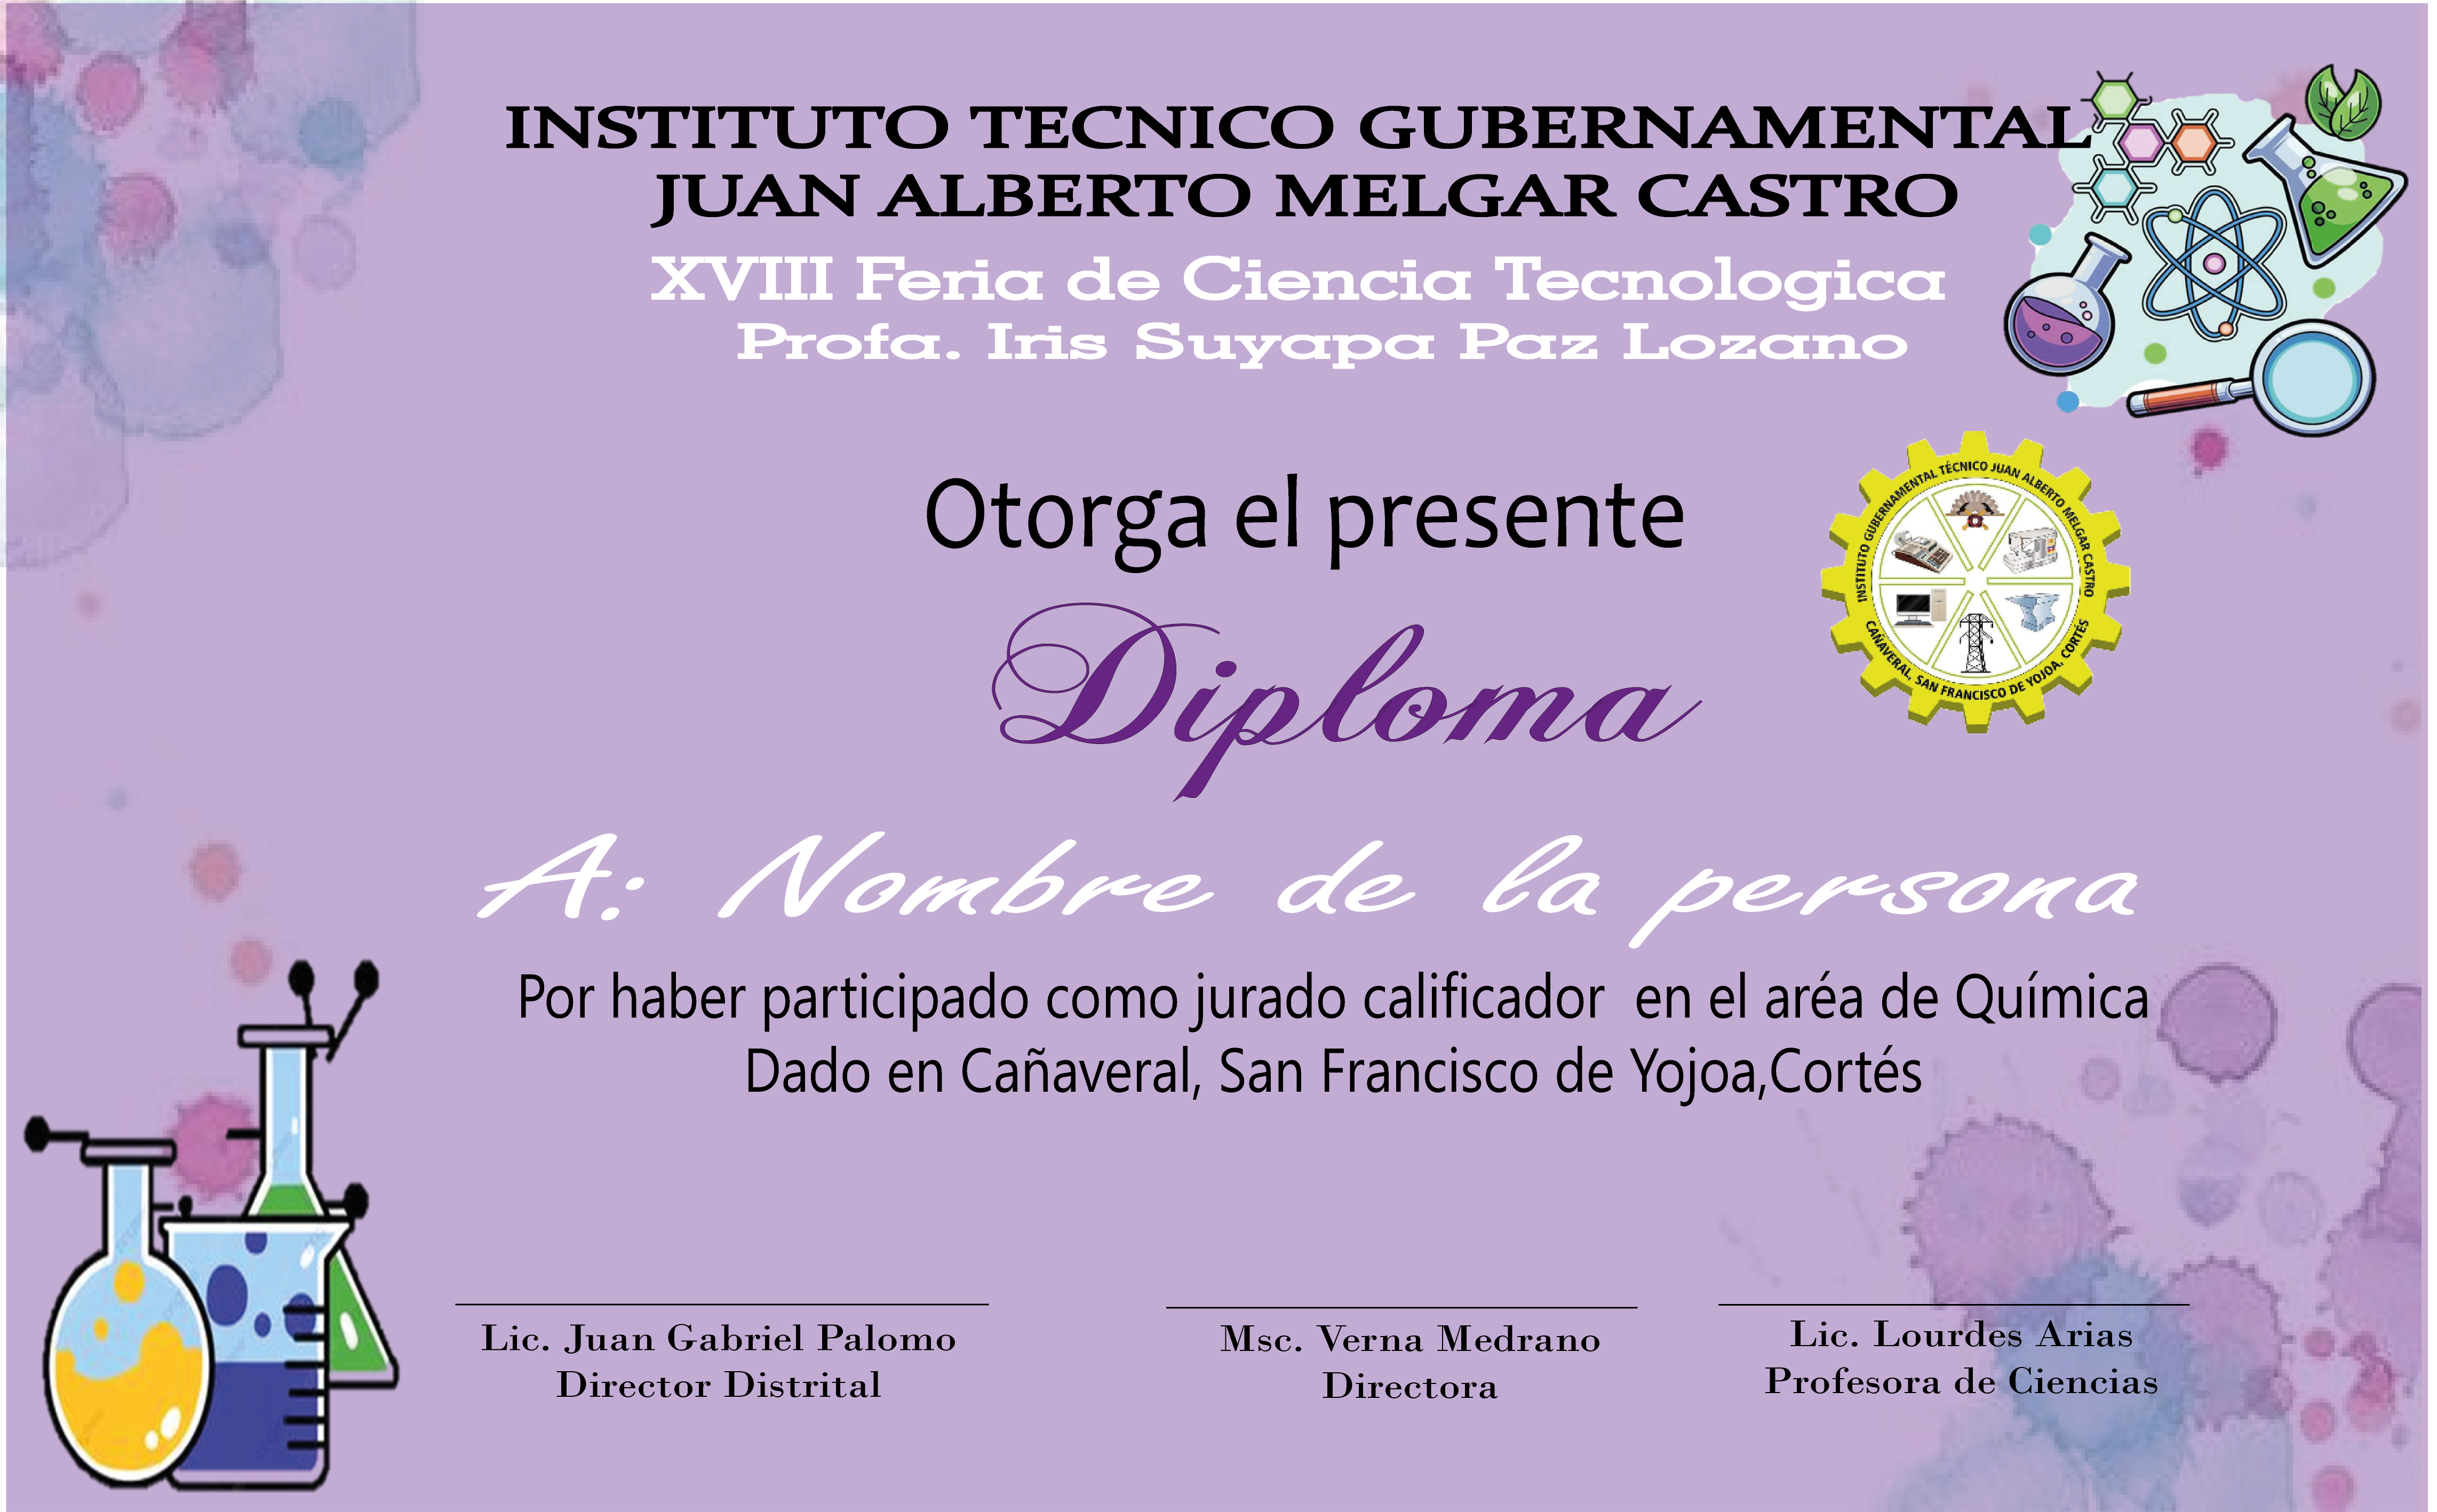 INSTITUTO TECNICO GUBERNAMENTAL
JUAN ALBERTO MELGAR CASTRO
XVIII Feria de Ciencia Tecnologica
Profa. Iris Suyapa Paz Lozano
Otorga el presente
INSTITUTO GUBERNAMENTAL TÉCNICO JUAN ALBERTO MELGAR CASTRO
CAÑAVERAL, SAN FRANCISCO DE YOJOA, CORTÉS
Diploma
A: Nombre de la persona
Por haber participado como jurado calificador en el aréa de Química
Dado en Cañaveral, San Francisco de Yojoa,Cortés
Lic. Juan Gabriel Palomo
Director Distrital
Msc. Verna Medrano
Directora
Lic. Lourdes Arias
Profesora de Ciencias